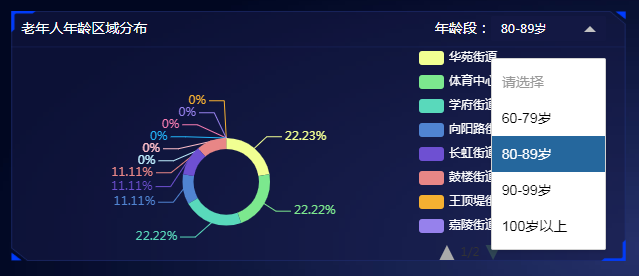 老年人年龄区域分布
年龄段： 80-89岁
请选择
60-79岁
80-89岁
90-99岁
100岁以上
华苑街道
体育中心
学府街道
向阳路街
长虹街道
鼓楼街道
王顶堤街
嘉陵街道
1/2
0%
0%
0%
0%
0%
0%
11.11%
11.11%
11.11%
22.22%
22.22%
22.23%